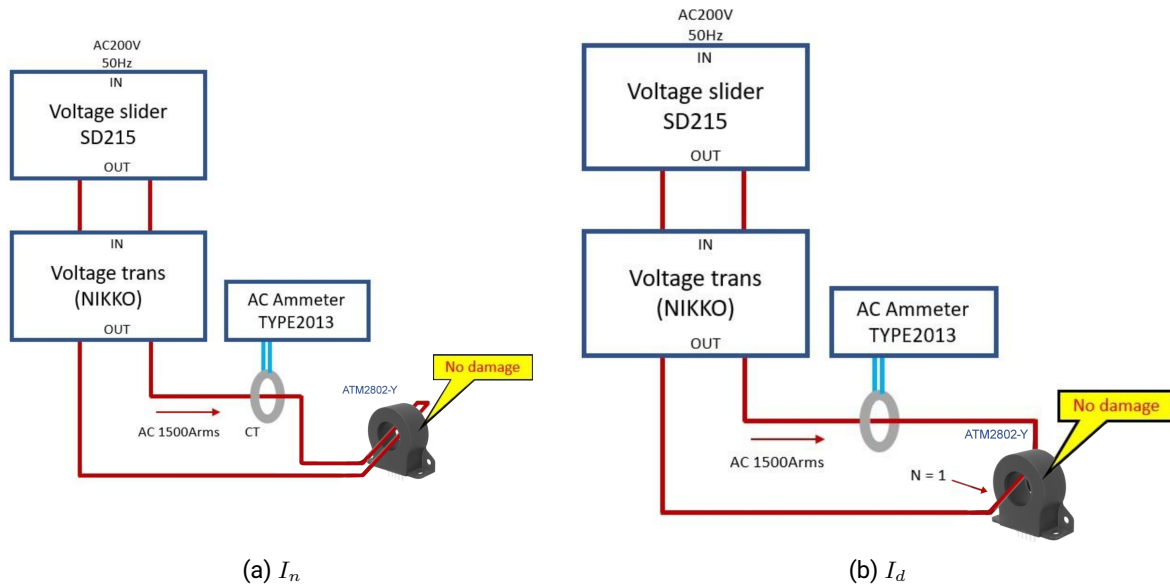 AC200V
50Hz
IN
Voltage slider
SD215
OUT
IN
Voltage trans
(NIKKO)
OUT
AC Ammeter
TYPE2013
No damage
ATM2802-Y
AC 1500Arms
CT
(a) Iₙ
AC200V
50Hz
IN
Voltage slider
SD215
OUT
IN
Voltage trans
(NIKKO)
OUT
AC Ammeter
TYPE2013
No damage
ATM2802-Y
AC 1500Arms
N = 1
(b) I_d